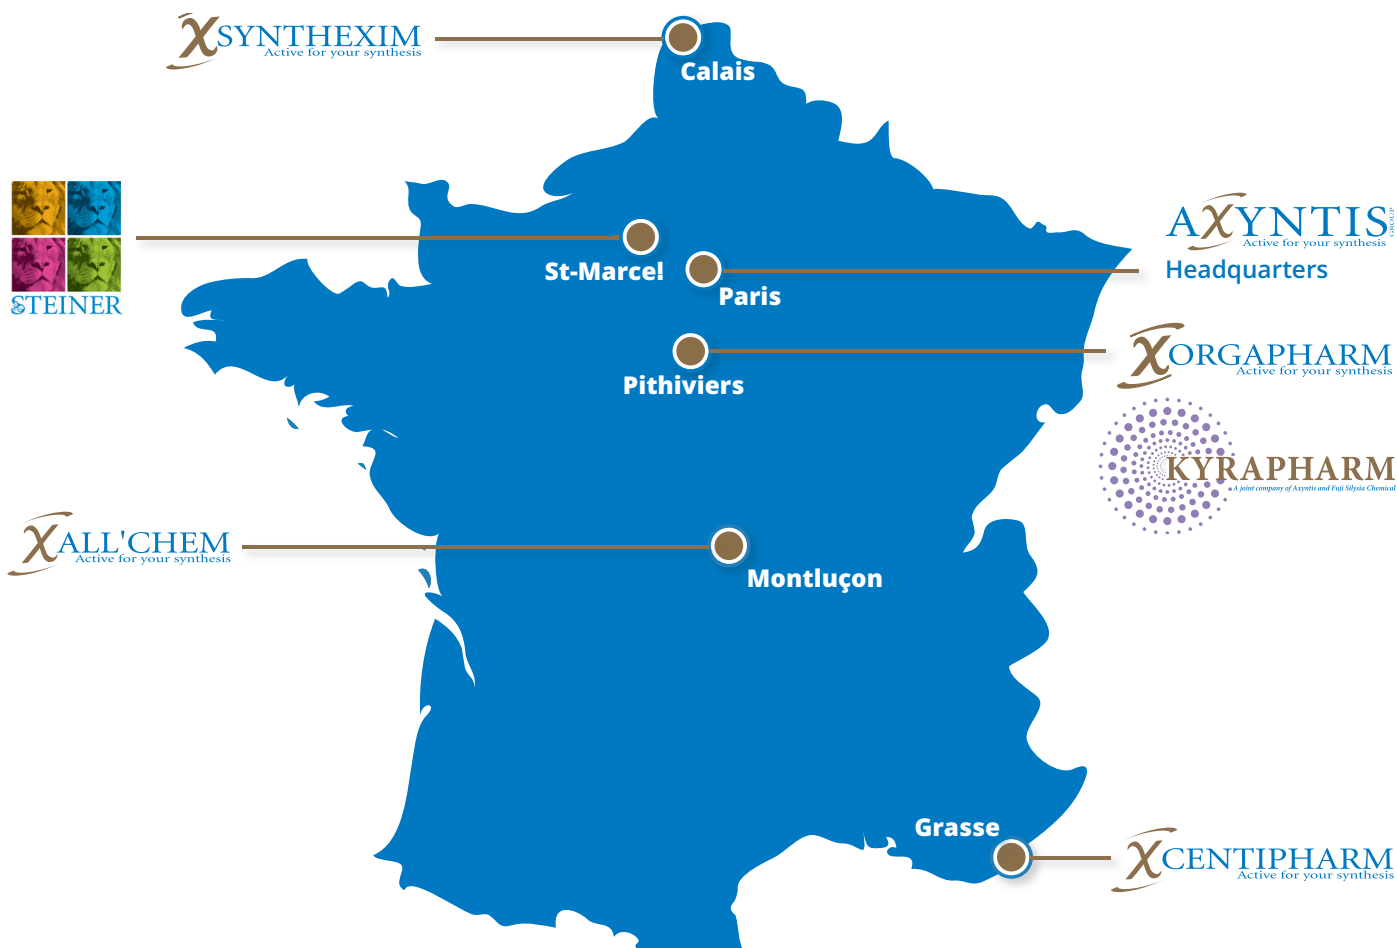 SYNTHEXIM
Active for your synthesis
Calais
STEINER
St-Marcel
Paris
AXYNTIS
GROUP
Active for your synthesis
Headquarters
Pithiviers
ORGAPHARM
Active for your synthesis
KYRAPHARM
A joint company of Axyntis and Fuji Silysia Chemical
ALL'CHEM
Active for your synthesis
Montluçon
Grasse
CENTIPHARM
Active for your synthesis